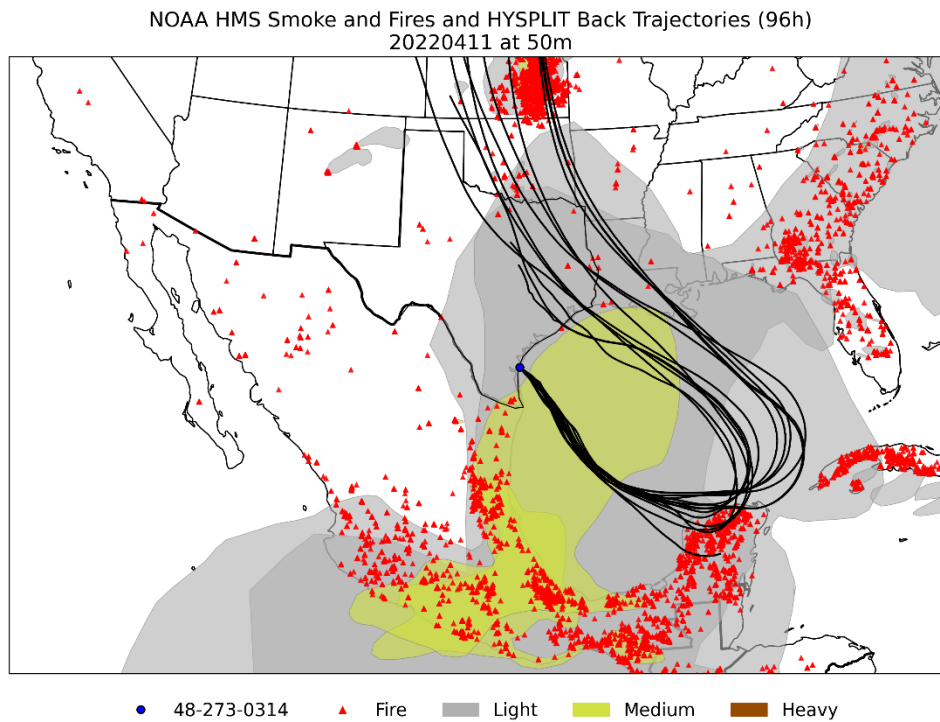 NOAA HMS Smoke and Fires and HYSPLIT Back Trajectories (96h)
20220411 at 50m
48-273-0314 Fire Light Medium Heavy